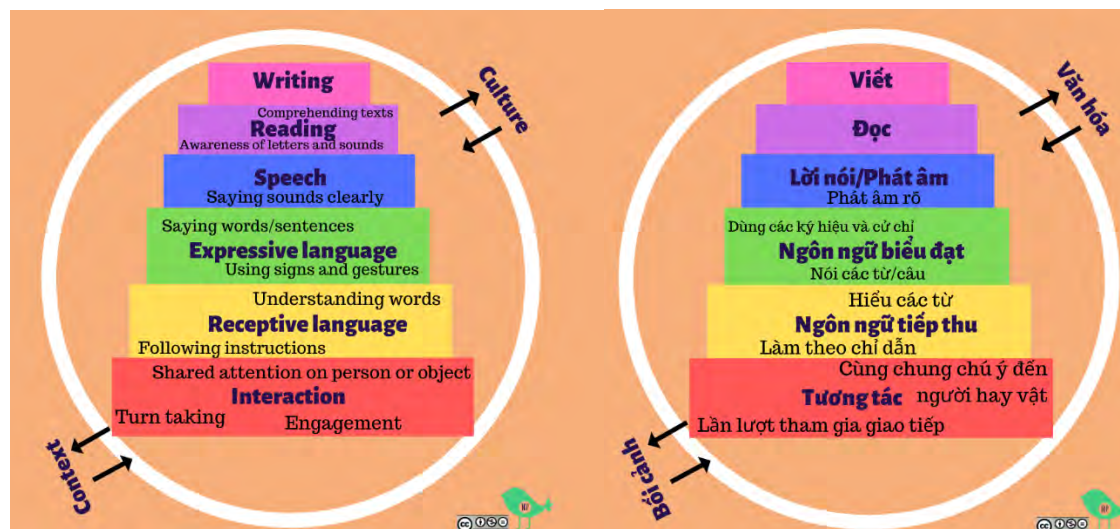 Writing
Comprehending texts
Reading
Awareness of letters and sounds
Speech
Saying sounds clearly
Saying words/sentences
Expressive language
Using signs and gestures
Understanding words
Receptive language
Following instructions
Shared attention on person or object
Interaction
Turn taking
Engagement
Culture
Context
Viết
Đọc
Lời nói/Phát âm
Phát âm rõ
Dùng các ký hiệu và cử chỉ
Ngôn ngữ biểu đạt
Nói các từ/câu
Hiểu các từ
Ngôn ngữ tiếp thu
Làm theo chỉ dẫn
Cùng chung chú ý đến
người hay vật
Tương tác
Lần lượt tham gia giao tiếp
Văn hóa
Bối cảnh